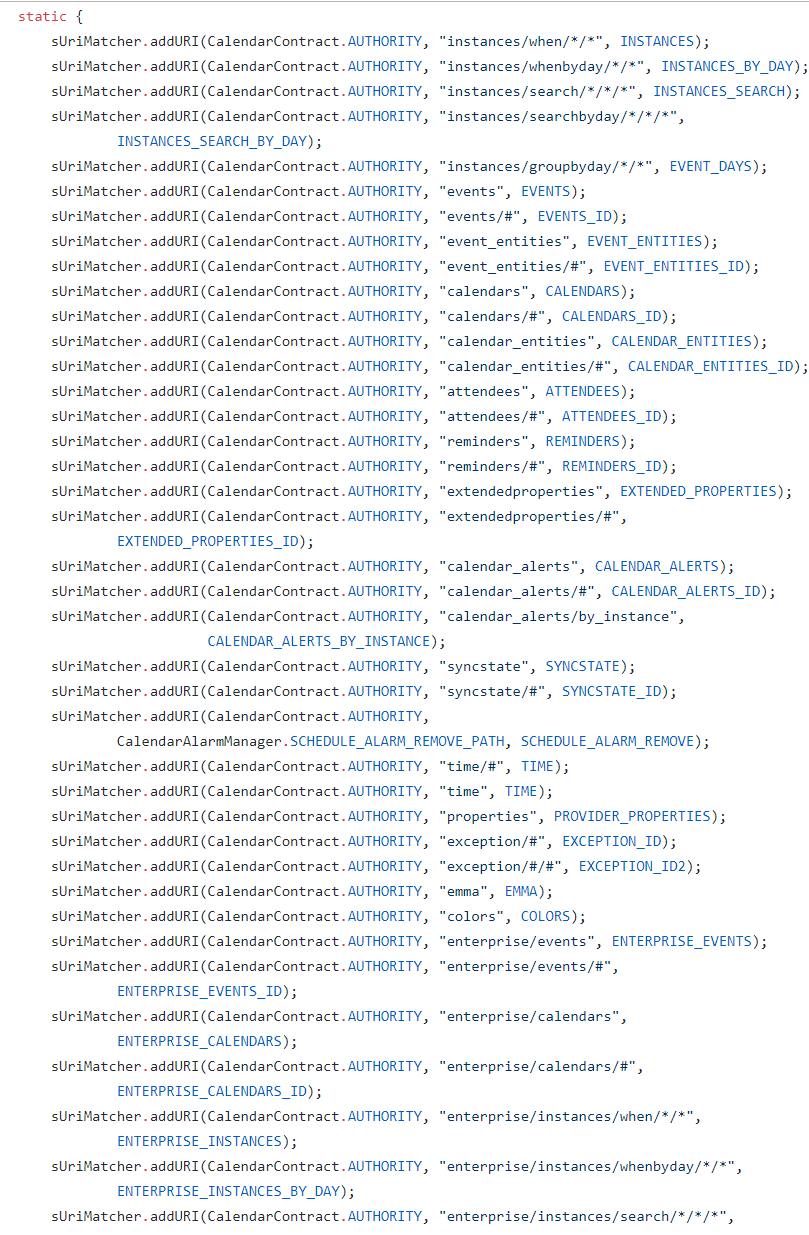 static {
sUriMatcher.addURI(CalendarContract.AUTHORITY, "instances/when/*/*", INSTANCES);
sUriMatcher.addURI(CalendarContract.AUTHORITY, "instances/whenbyday/*/*", INSTANCES_BY_DAY);
sUriMatcher.addURI(CalendarContract.AUTHORITY, "instances/search/*/*/*", INSTANCES_SEARCH);
sUriMatcher.addURI(CalendarContract.AUTHORITY, "instances/searchbyday/*/*/*",
INSTANCES_SEARCH_BY_DAY);
sUriMatcher.addURI(CalendarContract.AUTHORITY, "instances/groupbyday/*/*", EVENT_DAYS);
sUriMatcher.addURI(CalendarContract.AUTHORITY, "events", EVENTS);
sUriMatcher.addURI(CalendarContract.AUTHORITY, "events/#", EVENTS_ID);
sUriMatcher.addURI(CalendarContract.AUTHORITY, "event_entities", EVENT_ENTITIES);
sUriMatcher.addURI(CalendarContract.AUTHORITY, "event_entities/#", EVENT_ENTITIES_ID);
sUriMatcher.addURI(CalendarContract.AUTHORITY, "calendars", CALENDARS);
sUriMatcher.addURI(CalendarContract.AUTHORITY, "calendars/#", CALENDARS_ID);
sUriMatcher.addURI(CalendarContract.AUTHORITY, "calendar_entities", CALENDAR_ENTITIES);
sUriMatcher.addURI(CalendarContract.AUTHORITY, "calendar_entities/#", CALENDAR_ENTITIES_ID);
sUriMatcher.addURI(CalendarContract.AUTHORITY, "attendees", ATTENDEES);
sUriMatcher.addURI(CalendarContract.AUTHORITY, "attendees/#", ATTENDEES_ID);
sUriMatcher.addURI(CalendarContract.AUTHORITY, "reminders", REMINDERS);
sUriMatcher.addURI(CalendarContract.AUTHORITY, "reminders/#", REMINDERS_ID);
sUriMatcher.addURI(CalendarContract.AUTHORITY, "extendedproperties", EXTENDED_PROPERTIES);
sUriMatcher.addURI(CalendarContract.AUTHORITY, "extendedproperties/#",
EXTENDED_PROPERTIES_ID);
sUriMatcher.addURI(CalendarContract.AUTHORITY, "calendar_alerts", CALENDAR_ALERTS);
sUriMatcher.addURI(CalendarContract.AUTHORITY, "calendar_alerts/#", CALENDAR_ALERTS_ID);
sUriMatcher.addURI(CalendarContract.AUTHORITY, "calendar_alerts/by_instance",
CALENDAR_ALERTS_BY_INSTANCE);
sUriMatcher.addURI(CalendarContract.AUTHORITY, "syncstate", SYNCSTATE);
sUriMatcher.addURI(CalendarContract.AUTHORITY, "syncstate/#", SYNCSTATE_ID);
sUriMatcher.addURI(CalendarContract.AUTHORITY,
CalendarAlarmManager.SCHEDULE_ALARM_REMOVE_PATH, SCHEDULE_ALARM_REMOVE);
sUriMatcher.addURI(CalendarContract.AUTHORITY, "time/#", TIME);
sUriMatcher.addURI(CalendarContract.AUTHORITY, "time", TIME);
sUriMatcher.addURI(CalendarContract.AUTHORITY, "properties", PROVIDER_PROPERTIES);
sUriMatcher.addURI(CalendarContract.AUTHORITY, "exception/#", EXCEPTION_ID);
sUriMatcher.addURI(CalendarContract.AUTHORITY, "exception/#/#", EXCEPTION_ID2);
sUriMatcher.addURI(CalendarContract.AUTHORITY, "emma", EMMA);
sUriMatcher.addURI(CalendarContract.AUTHORITY, "colors", COLORS);
sUriMatcher.addURI(CalendarContract.AUTHORITY, "enterprise/events", ENTERPRISE_EVENTS);
sUriMatcher.addURI(CalendarContract.AUTHORITY, "enterprise/events/#",
ENTERPRISE_EVENTS_ID);
sUriMatcher.addURI(CalendarContract.AUTHORITY, "enterprise/calendars",
ENTERPRISE_CALENDARS);
sUriMatcher.addURI(CalendarContract.AUTHORITY, "enterprise/calendars/#",
ENTERPRISE_CALENDARS_ID);
sUriMatcher.addURI(CalendarContract.AUTHORITY, "enterprise/instances/when/*/*",
ENTERPRISE_INSTANCES);
sUriMatcher.addURI(CalendarContract.AUTHORITY, "enterprise/instances/whenbyday/*/*",
ENTERPRISE_INSTANCES_BY_DAY);
sUriMatcher.addURI(CalendarContract.AUTHORITY, "enterprise/instances/search/*/*/*",